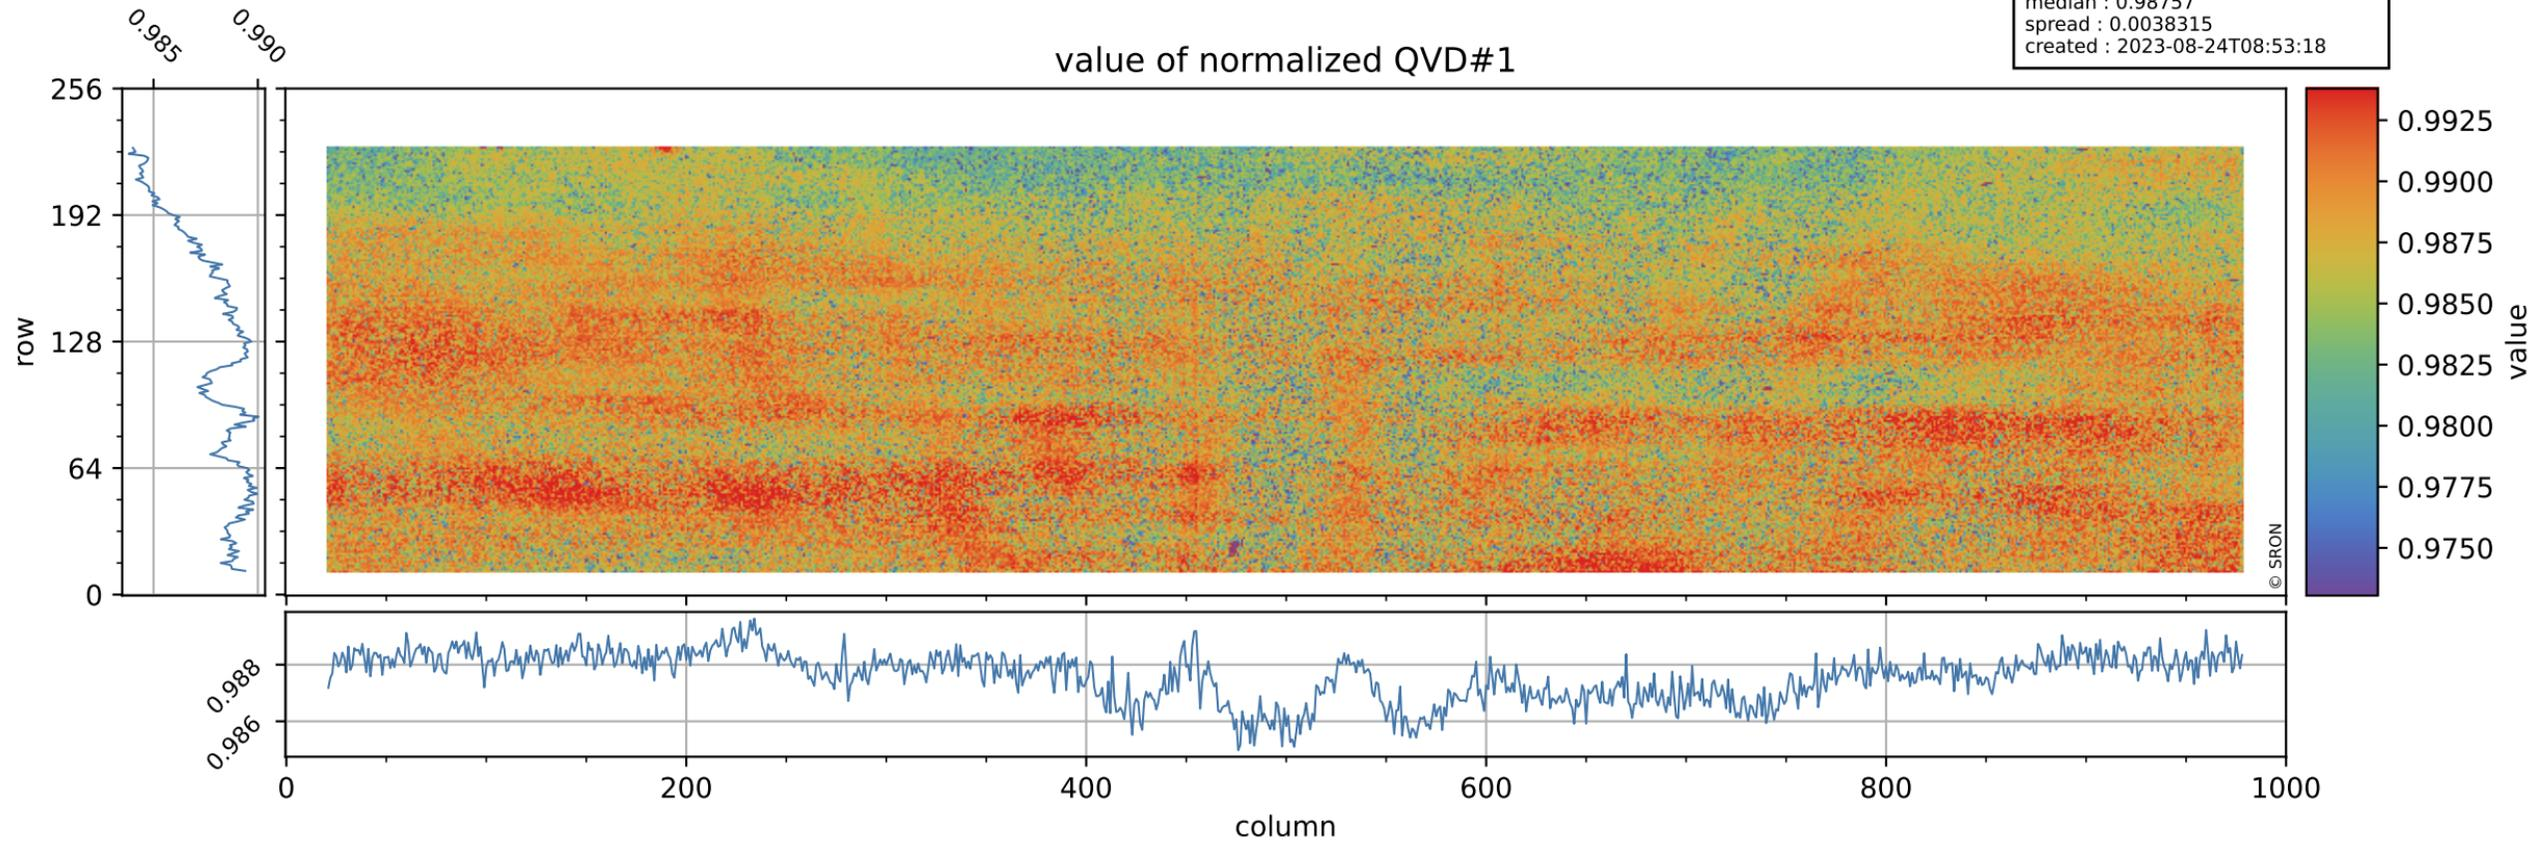 median : 0.98757
spread : 0.0038315
created : 2023-08-24T08:53:18
value of normalized QVD#1
0.985
0.990
256
192
128
64
0
row
0.9925
0.9900
0.9875
0.9850
0.9825
0.9800
0.9775
0.9750
value
© SRON
0.988
0.986
0
200
400
600
800
1000
column